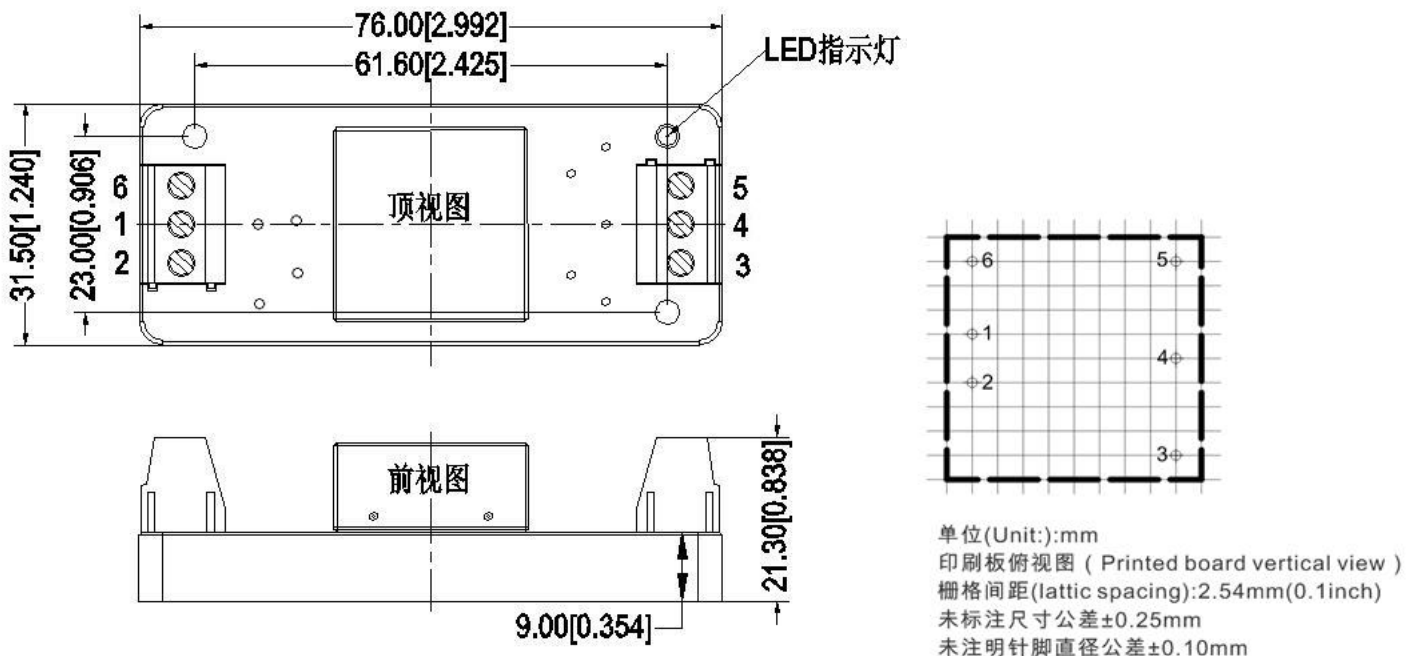 76.00[2.992]
61.60[2.425]
LED指示灯
31.50[1.240]
23.00[0.906]
6
1
2
顶视图
5
4
3
前视图
21.30[0.838]
9.00[0.354]
6
5
1
4
2
3
单位(Unit:):mm
印刷板俯视图 ( Printed board vertical view )
栅格间距(lattic spacing):2.54mm(0.1inch)
未标注尺寸公差±0.25mm
未注明针脚直径公差±0.10mm